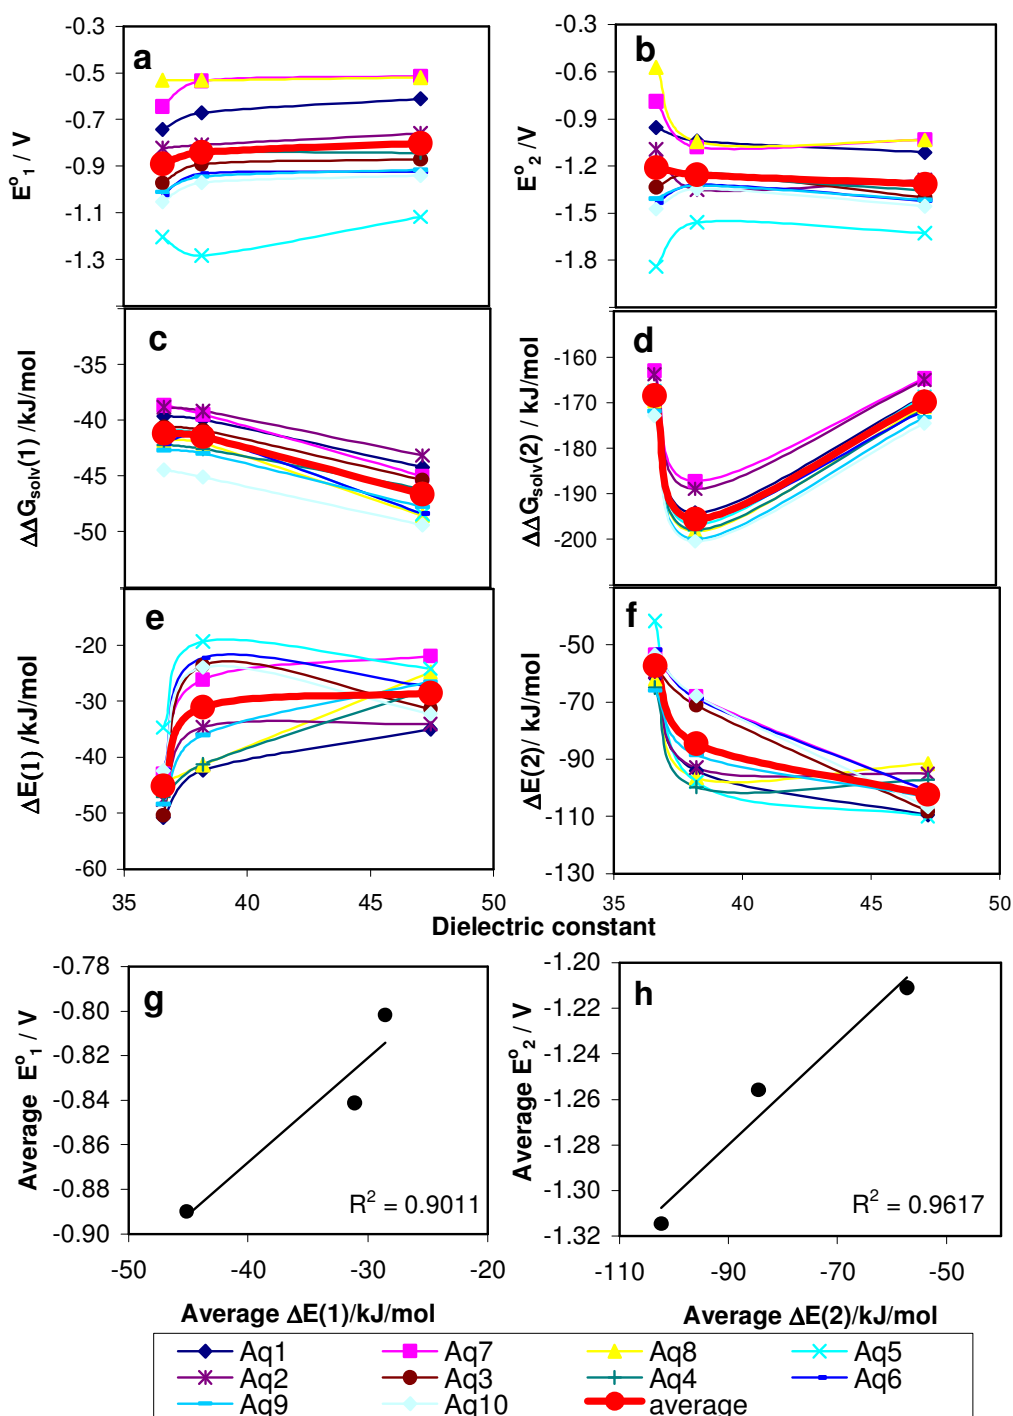 a
E°1 / V
-0.3
-0.5
-0.7
-0.9
-1.1
-1.3
b
E°2 /V
-0.3
-0.6
-0.9
-1.2
-1.5
-1.8
c
ΔΔGsolv(1) /kJ/mol
-35
-40
-45
-50
d
ΔΔGsolv(2) / kJ/mol
-160
-170
-180
-190
-200
e
ΔE(1) /kJ/mol
-20
-30
-40
-50
-60
35 40 45 50
f
ΔE(2)/ kJ/mol
-50
-70
-90
-110
-130
35 40 45 50
Dielectric constant
g
Average E°1 / V
-0.78
-0.80
-0.82
-0.84
-0.86
-0.88
-0.90
R2 = 0.9011
-50 -40 -30 -20
Average ΔE(1)/kJ/mol
h
Average E°2 / V
-1.20
-1.22
-1.24
-1.26
-1.28
-1.30
-1.32
R2 = 0.9617
-110 -90 -70 -50
Average ΔE(2)/kJ/mol
Aq1 Aq7 Aq8 Aq5
Aq2 Aq3 Aq4 Aq6
Aq9 Aq10 average